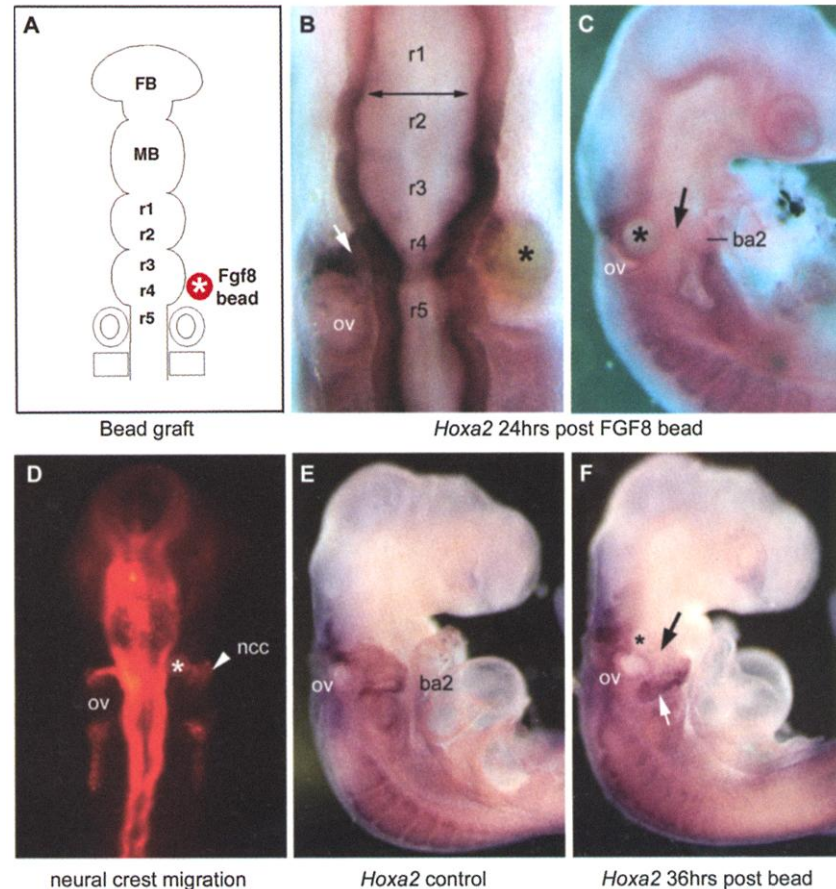 A
FB
MB
r1
r2
r3
r4
r5
*
Fgf8
bead
Bead graft
B
r1
r2
r3
r4
r5
ov
*
C
*
ov
ba2
Hoxa2 24hrs post FGF8 bead
D
*
ncc
ov
neural crest migration
E
ov
ba2
Hoxa2 control
F
*
ov
Hoxa2 36hrs post bead